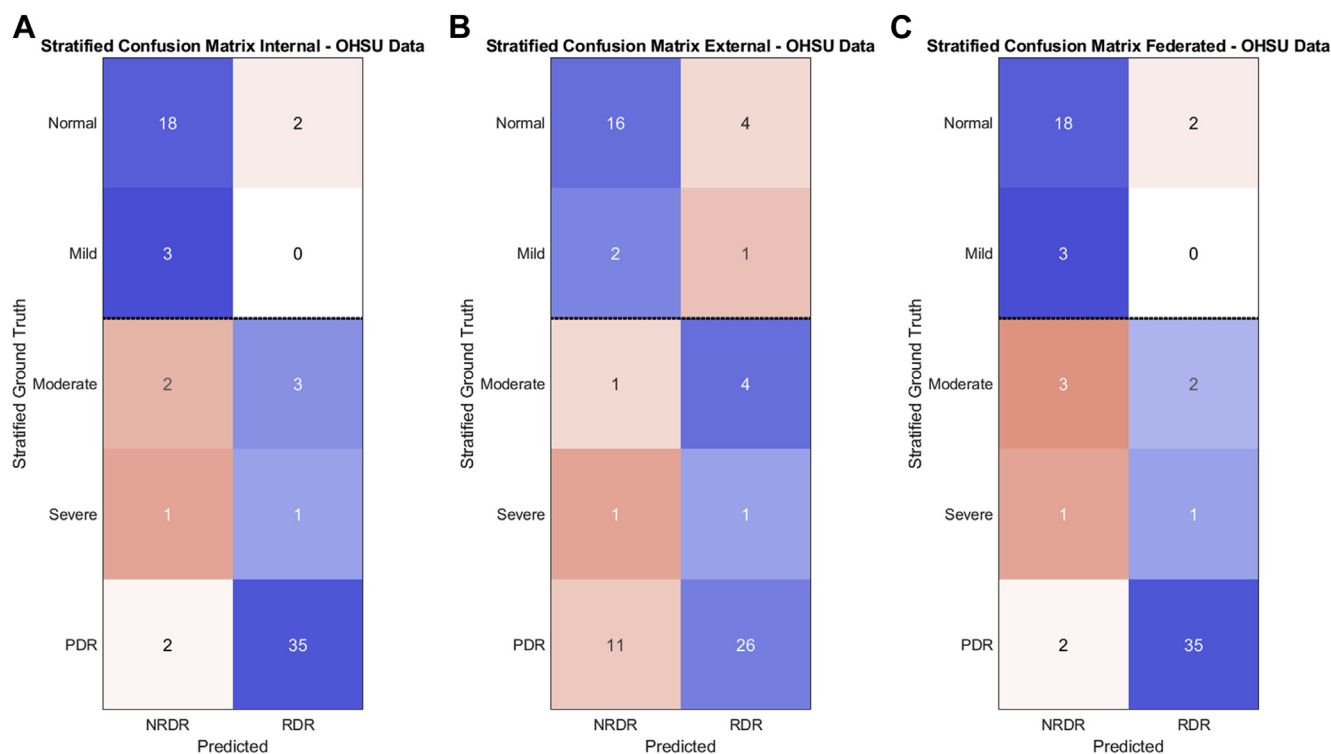 A
Stratified Confusion Matrix Internal - OHSU Data
Stratified Ground Truth
Normal 18 2
Mild 3 0
Moderate 2 3
Severe 1 1
PDR 2 35
NRDR RDR
Predicted
B
Stratified Confusion Matrix External - OHSU Data
Stratified Ground Truth
Normal 16 4
Mild 2 1
Moderate 1 4
Severe 1 1
PDR 11 26
NRDR RDR
Predicted
C
Stratified Confusion Matrix Federated - OHSU Data
Stratified Ground Truth
Normal 18 2
Mild 3 0
Moderate 3 2
Severe 1 1
PDR 2 35
NRDR RDR
Predicted